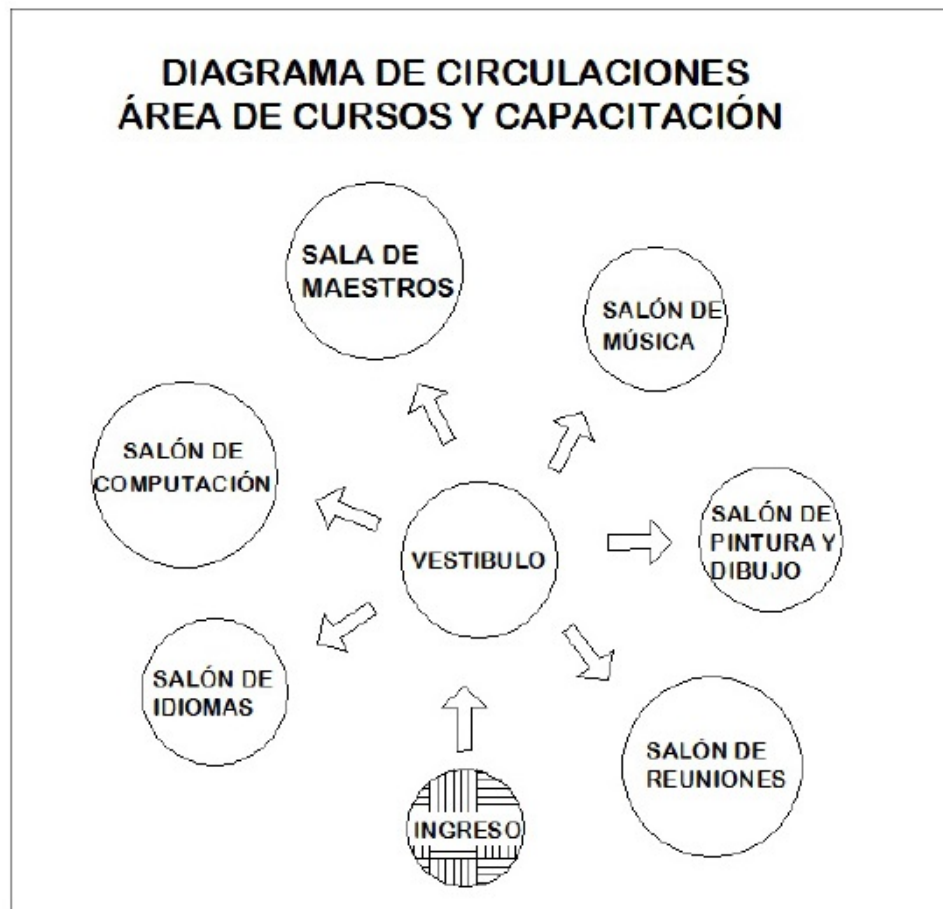 DIAGRAMA DE CIRCULACIONES
ÁREA DE CURSOS Y CAPACITACIÓN
SALA DE
MAESTROS
SALÓN DE
MÚSICA
SALÓN DE
COMPUTACIÓN
SALÓN DE
PINTURA Y
DIBUJO
VESTIBULO
SALÓN DE
IDIOMAS
SALÓN DE
REUNIONES
INGRESO